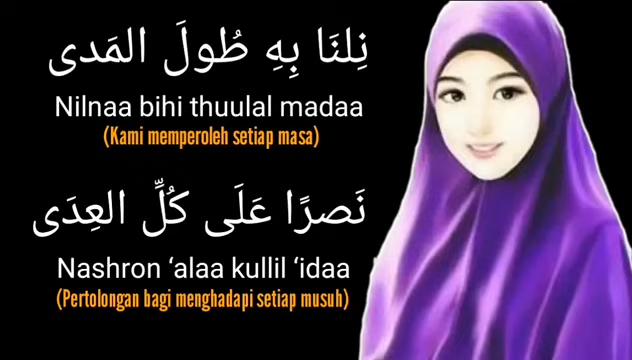 نِلنَا بِهِ طُولَ المَدى
Nilnaa bihi thuulal madaa
(Kami memperoleh setiap masa)
نَصرًا عَلَى كُلِّ العِدَى
Nashron ‘alaa kullil ‘idaa
(Pertolongan bagi menghadapi setiap musuh)